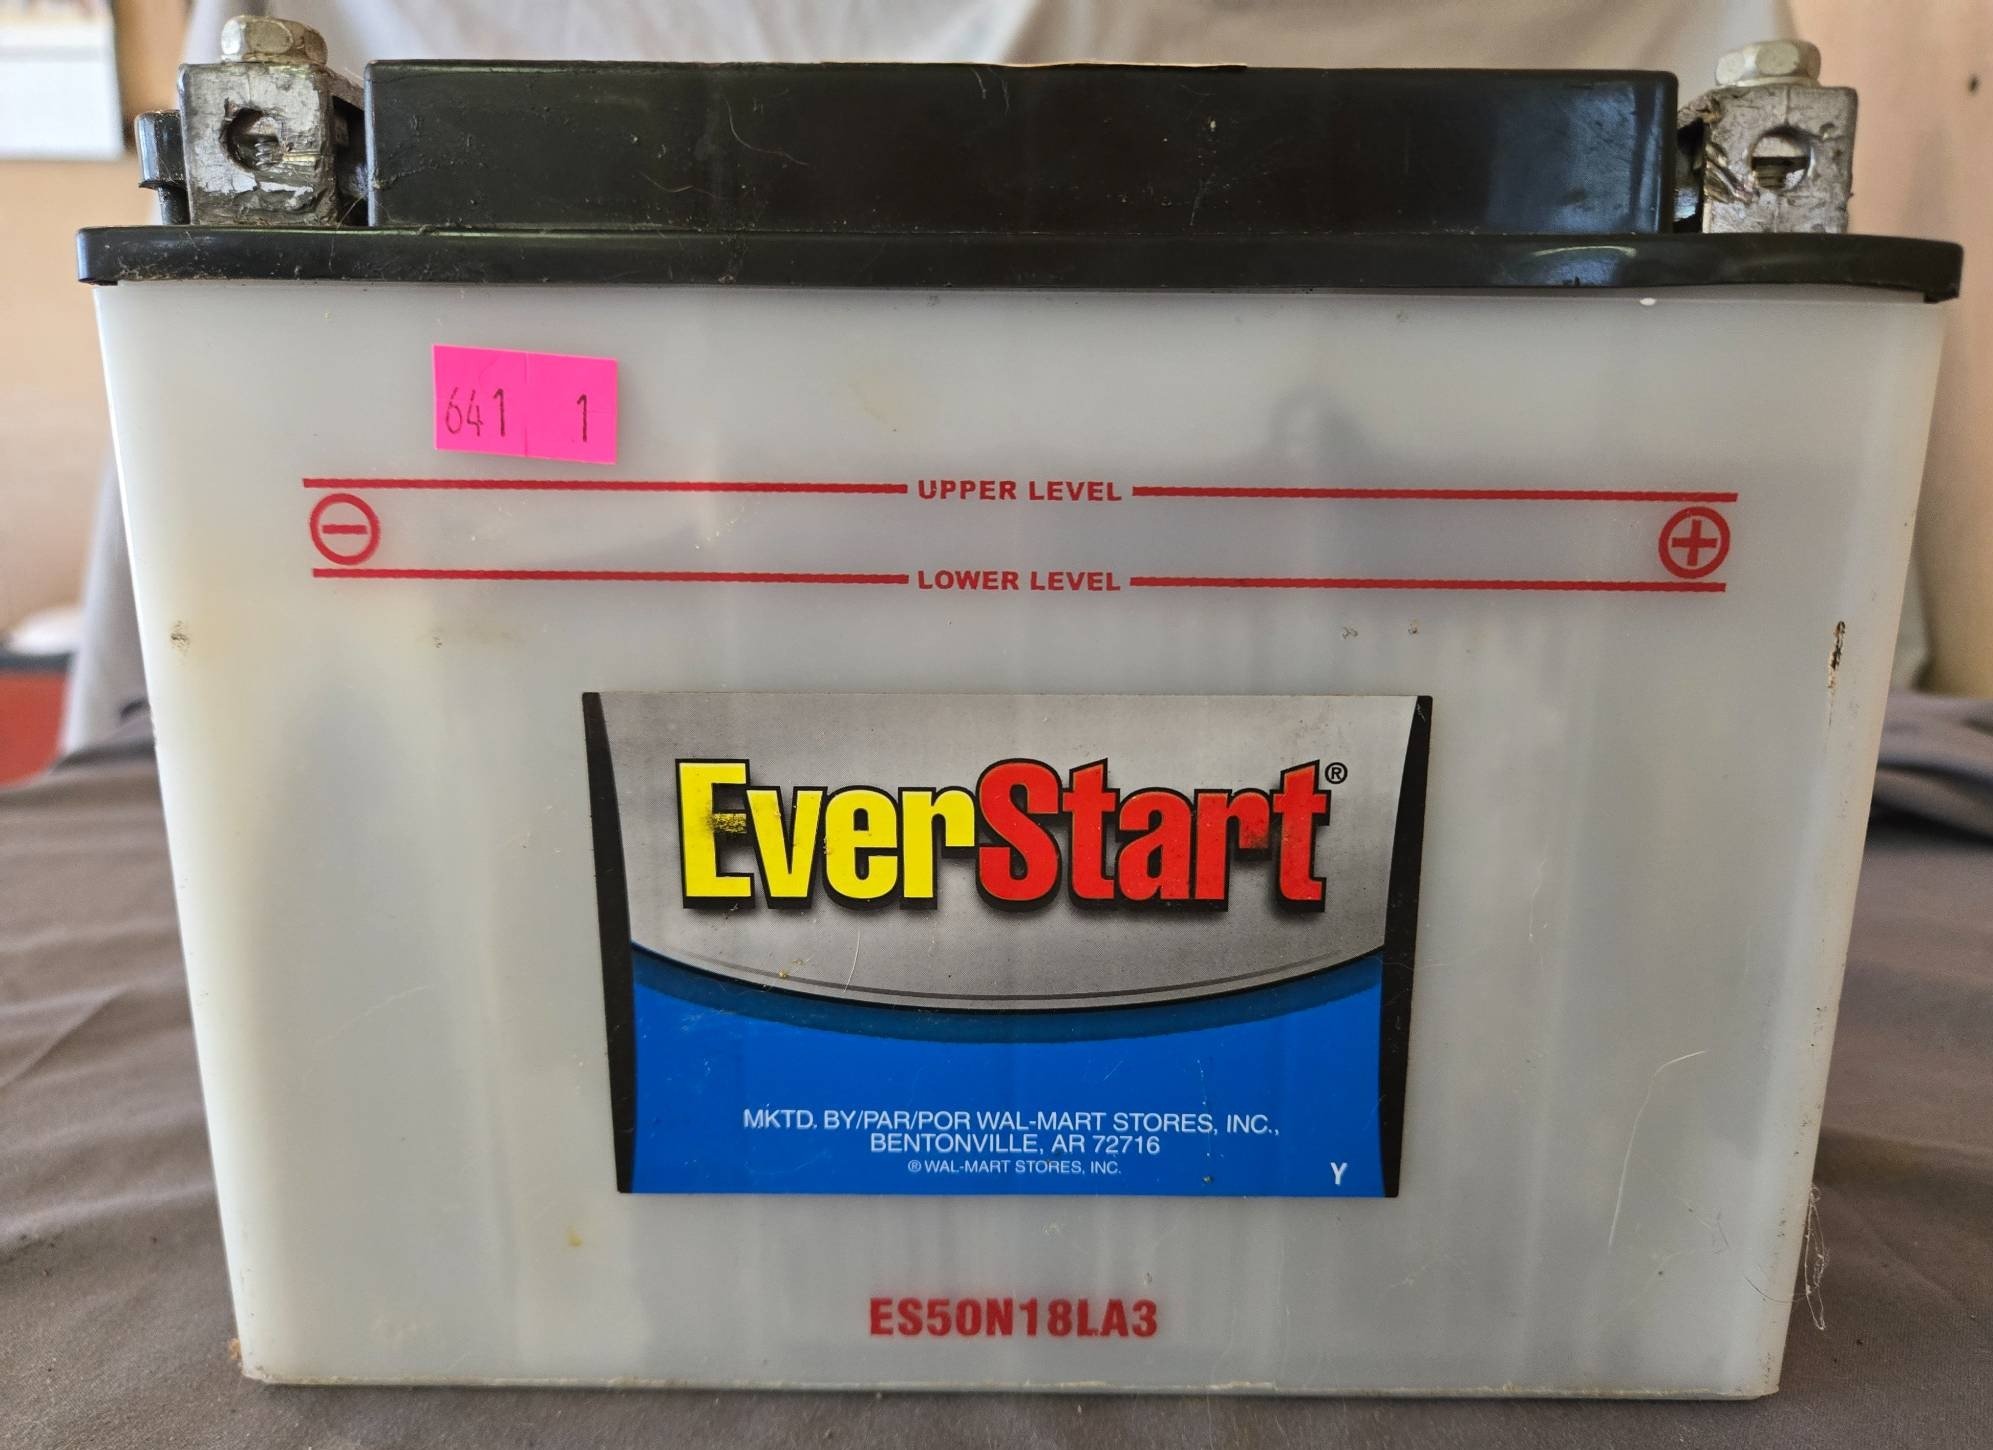 641 1
UPPER LEVEL
LOWER LEVEL
EverStart®
MKTD. BY/PAR/POR WAL-MART STORES, INC.,
BENTONVILLE, AR 72716
® WAL-MART STORES, INC.
Y
ES50N18LA3